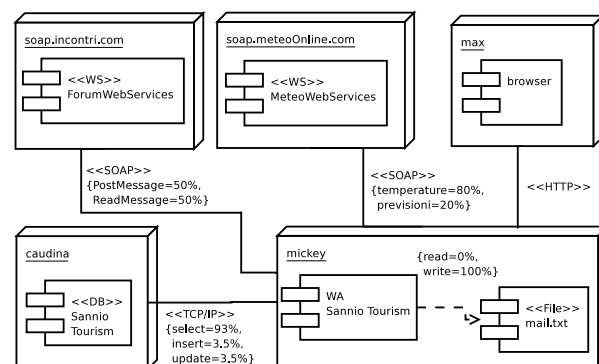 soap.incontri.com
<<WS>>
ForumWebServices
soap.meteoOnline.com
<<WS>>
MeteoWebServices
max
browser
<<SOAP>>
{PostMessage=50%,
ReadMessage=50%}
<<SOAP>>
{temperature=80%,
previsioni=20%}
<<HTTP>>
caudina
<<DB>>
Sannio
Tourism
<<TCP/IP>>
{select=93%,
insert=3.5%,
update=3.5%}
mickey
WA
Sannio Tourism
{read=0%,
write=100%}
<<File>>
mail.txt